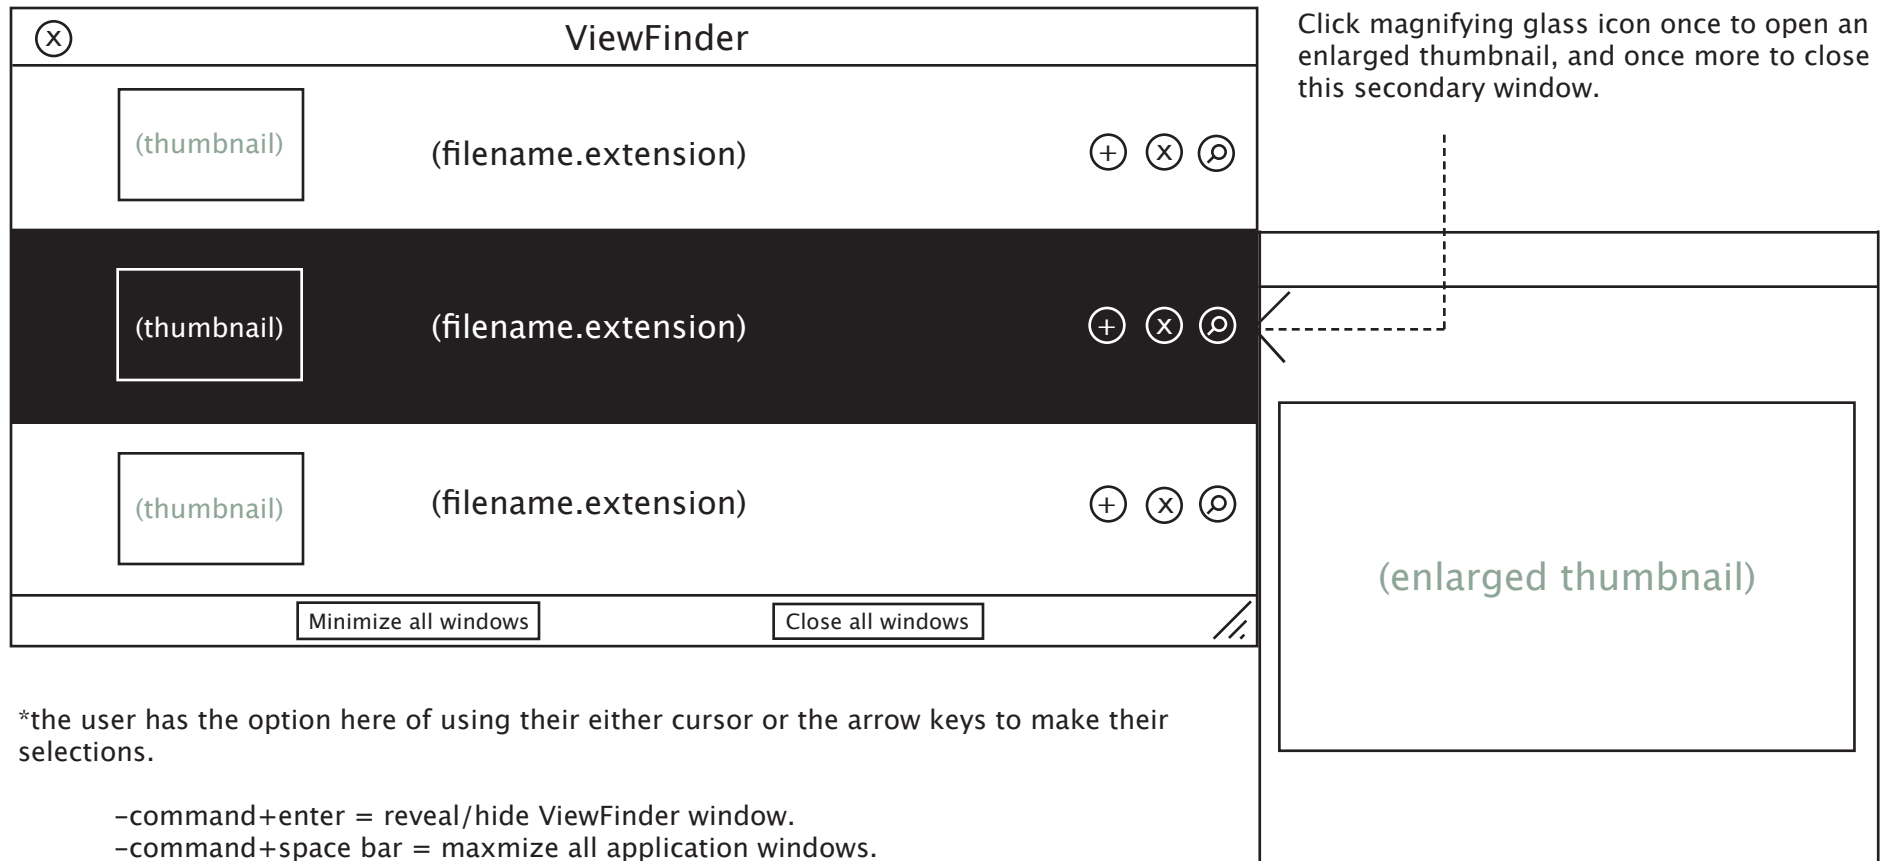 x
ViewFinder
(thumbnail)
(filename.extension)
+ x
(thumbnail)
(filename.extension)
+ x
(thumbnail)
(filename.extension)
+ x
Minimize all windows
Close all windows
Click magnifying glass icon once to open an
enlarged thumbnail, and once more to close
this secondary window.
(enlarged thumbnail)
*the user has the option here of using their either cursor or the arrow keys to make their
selections.
-command+enter = reveal/hide ViewFinder window.
-command+space bar = maxmize all application windows.